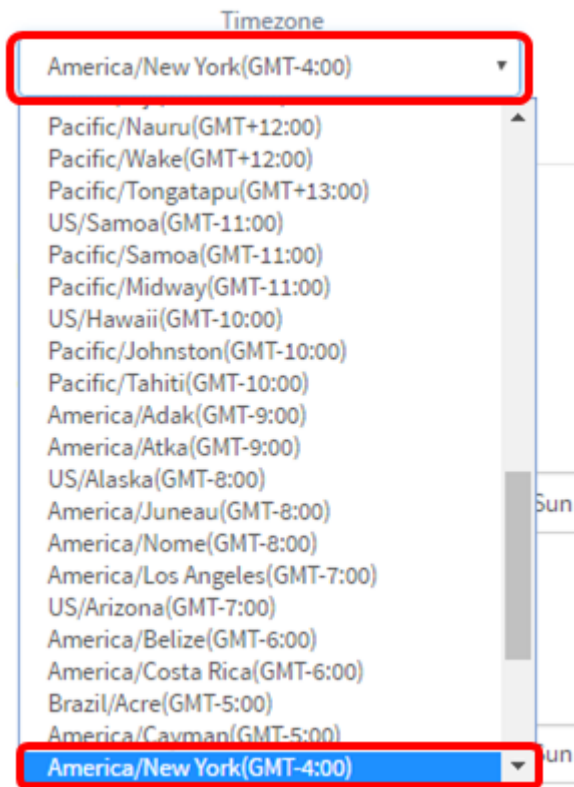 Timezone
America/New York(GMT-4:00)
Pacific/Nauru(GMT+12:00)
Pacific/Wake(GMT+12:00)
Pacific/Tongatapu(GMT+13:00)
US/Samoa(GMT-11:00)
Pacific/Samoa(GMT-11:00)
Pacific/Midway(GMT-11:00)
US/Hawaii(GMT-10:00)
Pacific/Johnston(GMT-10:00)
Pacific/Tahiti(GMT-10:00)
America/Adak(GMT-9:00)
America/Atka(GMT-9:00)
US/Alaska(GMT-8:00)
Sun
America/Juneau(GMT-8:00)
America/Nome(GMT-8:00)
America/Los Angeles(GMT-7:00)
US/Arizona(GMT-7:00)
America/Belize(GMT-6:00)
America/Costa Rica(GMT-6:00)
Brazil/Acre(GMT-5:00)
America/Cayman(GMT-5:00)
Sun
America/New York(GMT-4:00)